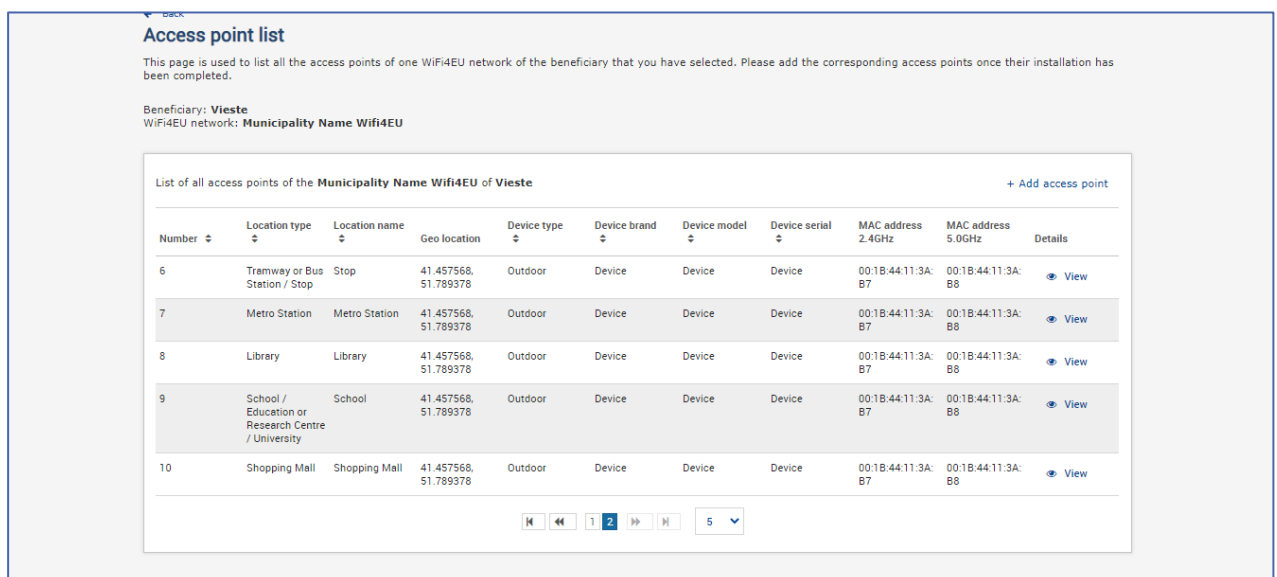 Back
Access point list
This page is used to list all the access points of one WiFi4EU network of the beneficiary that you have selected. Please add the corresponding access points once their installation has
been completed.
Beneficiary: Vieste
WiFi4EU network: Municipality Name Wifi4EU
List of all access points of the Municipality Name Wifi4EU of Vieste
+ Add access point
Number Location type Location name Geo location Device type Device brand Device model Device serial MAC address 2.4GHz MAC address 5.0GHz Details
6 Tramway or Bus Station / Stop Stop 41.457568, 51.789378 Outdoor Device Device Device 00:1B:44:11:3A:B7 00:1B:44:11:3A:B8 View
7 Metro Station Metro Station 41.457568, 51.789378 Outdoor Device Device Device 00:1B:44:11:3A:B7 00:1B:44:11:3A:B8 View
8 Library Library 41.457568, 51.789378 Outdoor Device Device Device 00:1B:44:11:3A:B7 00:1B:44:11:3A:B8 View
9 School / Education or Research Centre / University School 41.457568, 51.789378 Outdoor Device Device Device 00:1B:44:11:3A:B7 00:1B:44:11:3A:B8 View
10 Shopping Mall Shopping Mall 41.457568, 51.789378 Outdoor Device Device Device 00:1B:44:11:3A:B7 00:1B:44:11:3A:B8 View
1 2 5